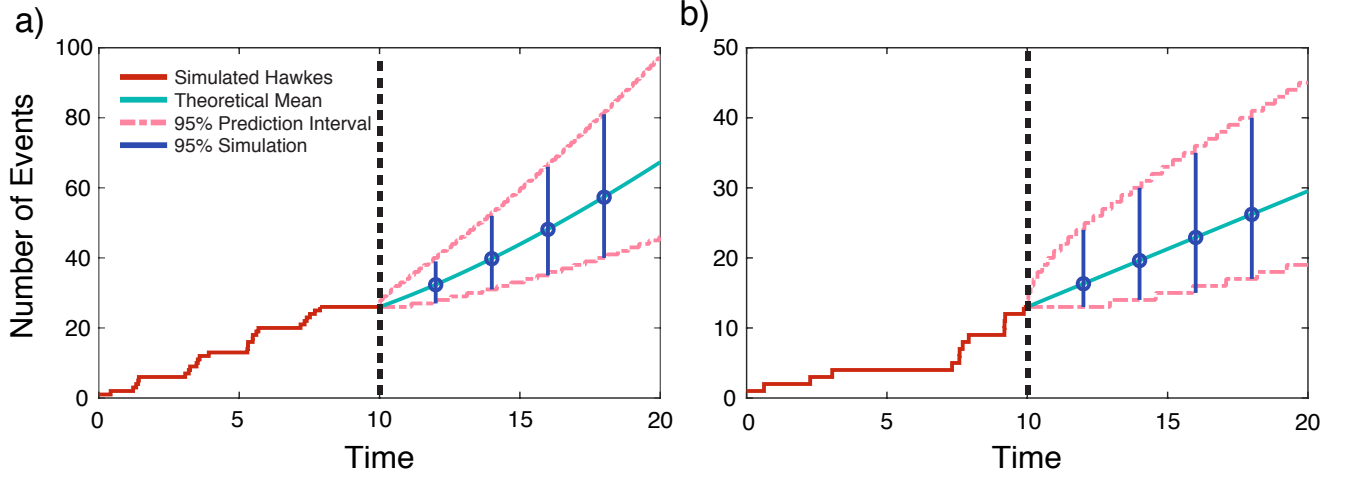 a)
Number of Events
100
80
60
40
20
0
Simulated Hawkes
Theoretical Mean
95% Prediction Interval
95% Simulation
0 5 10 15 20
Time
b)
50
40
30
20
10
0
0 5 10 15 20
Time